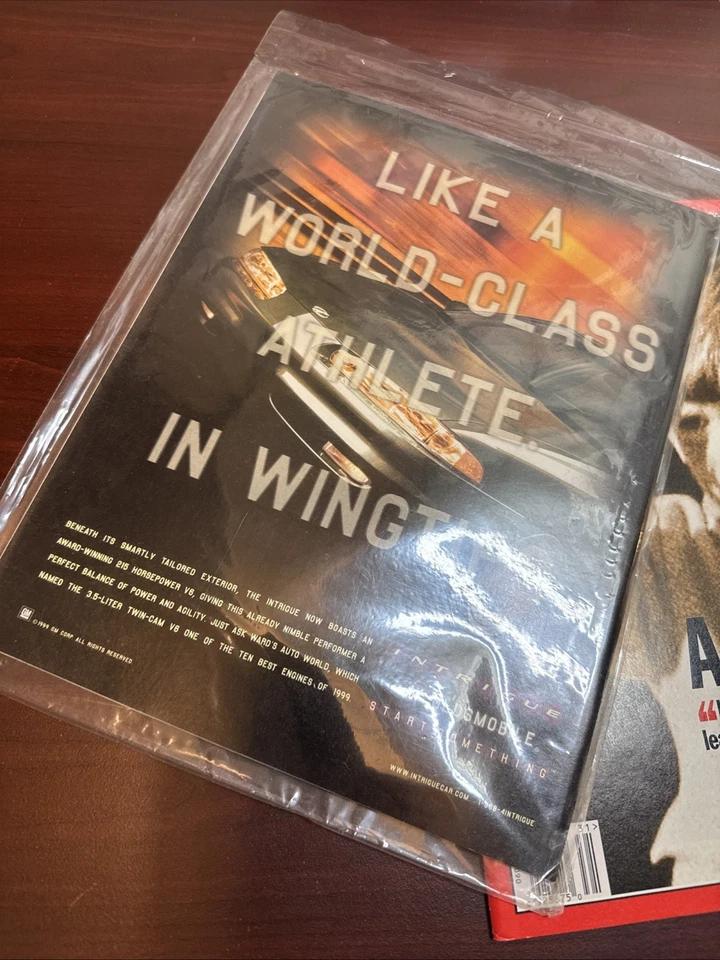 LIKE A
WORLD-CLASS
ATHLETE.
IN
BENEATH ITS SMARTLY TAILORED EXTERIOR, THE INTRIGUE NOW BOASTS AN
AWARD-WINNING 215 HORSEPOWER V6, GIVING THIS ALREADY NIMBLE PERFORMER A
PERFECT BALANCE OF POWER AND AGILITY. JUST ASK WARD'S AUTO WORLD, WHICH
NAMED THE 3.5-LITER TWIN-CAM V6 ONE OF THE TEN BEST ENGINES OF 1999.
GM
©1999 GM CORP. ALL RIGHTS RESERVED
INTRIGUE
START SOMETHING
WWW.INTRIGUECAR.COM
A
31>